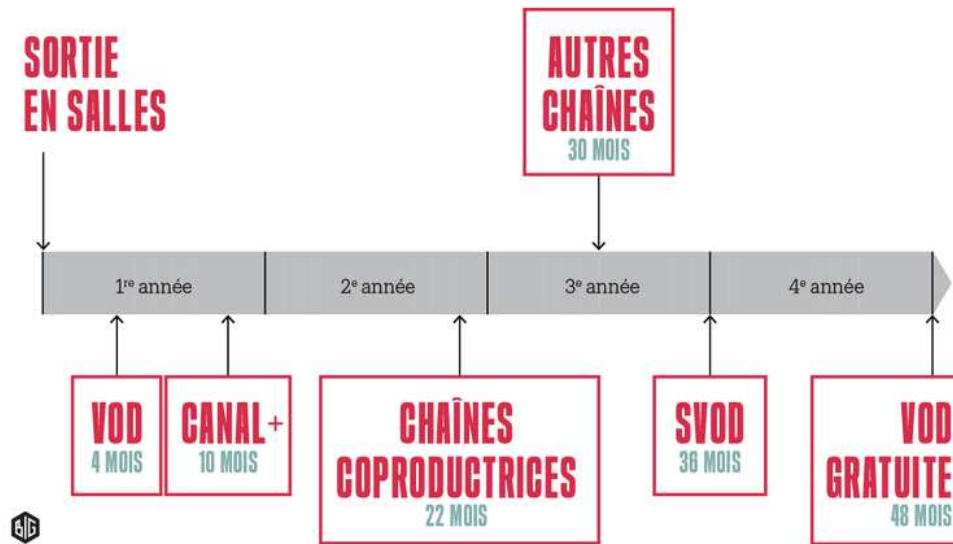 SORTIE
EN SALLES
AUTRES
CHAÎNES
30 MOIS
1re année
2e année
3e année
4e année
VOD
4 MOIS
CANAL+
10 MOIS
CHAÎNES
COPRODUCTRICES
22 MOIS
SVOD
36 MOIS
VOD
GRATUITE
48 MOIS
BIG